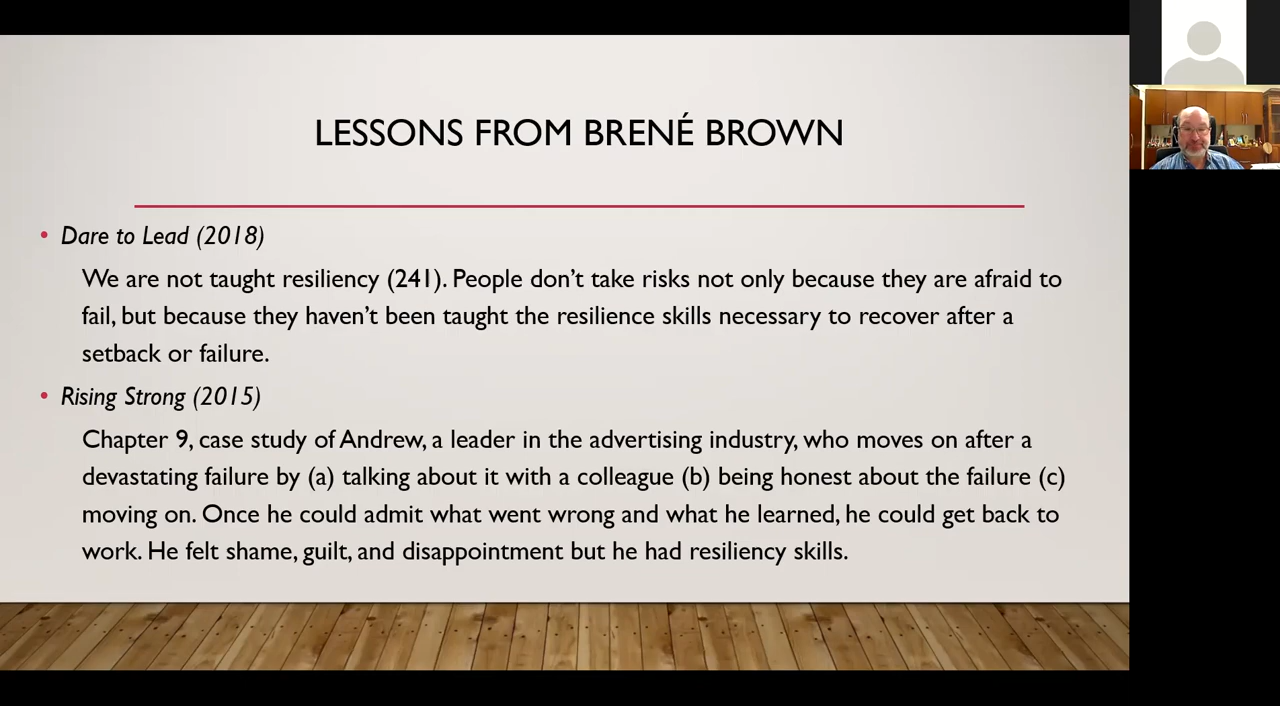 LESSONS FROM BRENÉ BROWN
• Dare to Lead (2018)
We are not taught resiliency (241). People don’t take risks not only because they are afraid to
fail, but because they haven’t been taught the resilience skills necessary to recover after a
setback or failure.
• Rising Strong (2015)
Chapter 9, case study of Andrew, a leader in the advertising industry, who moves on after a
devastating failure by (a) talking about it with a colleague (b) being honest about the failure (c)
moving on. Once he could admit what went wrong and what he learned, he could get back to
work. He felt shame, guilt, and disappointment but he had resiliency skills.